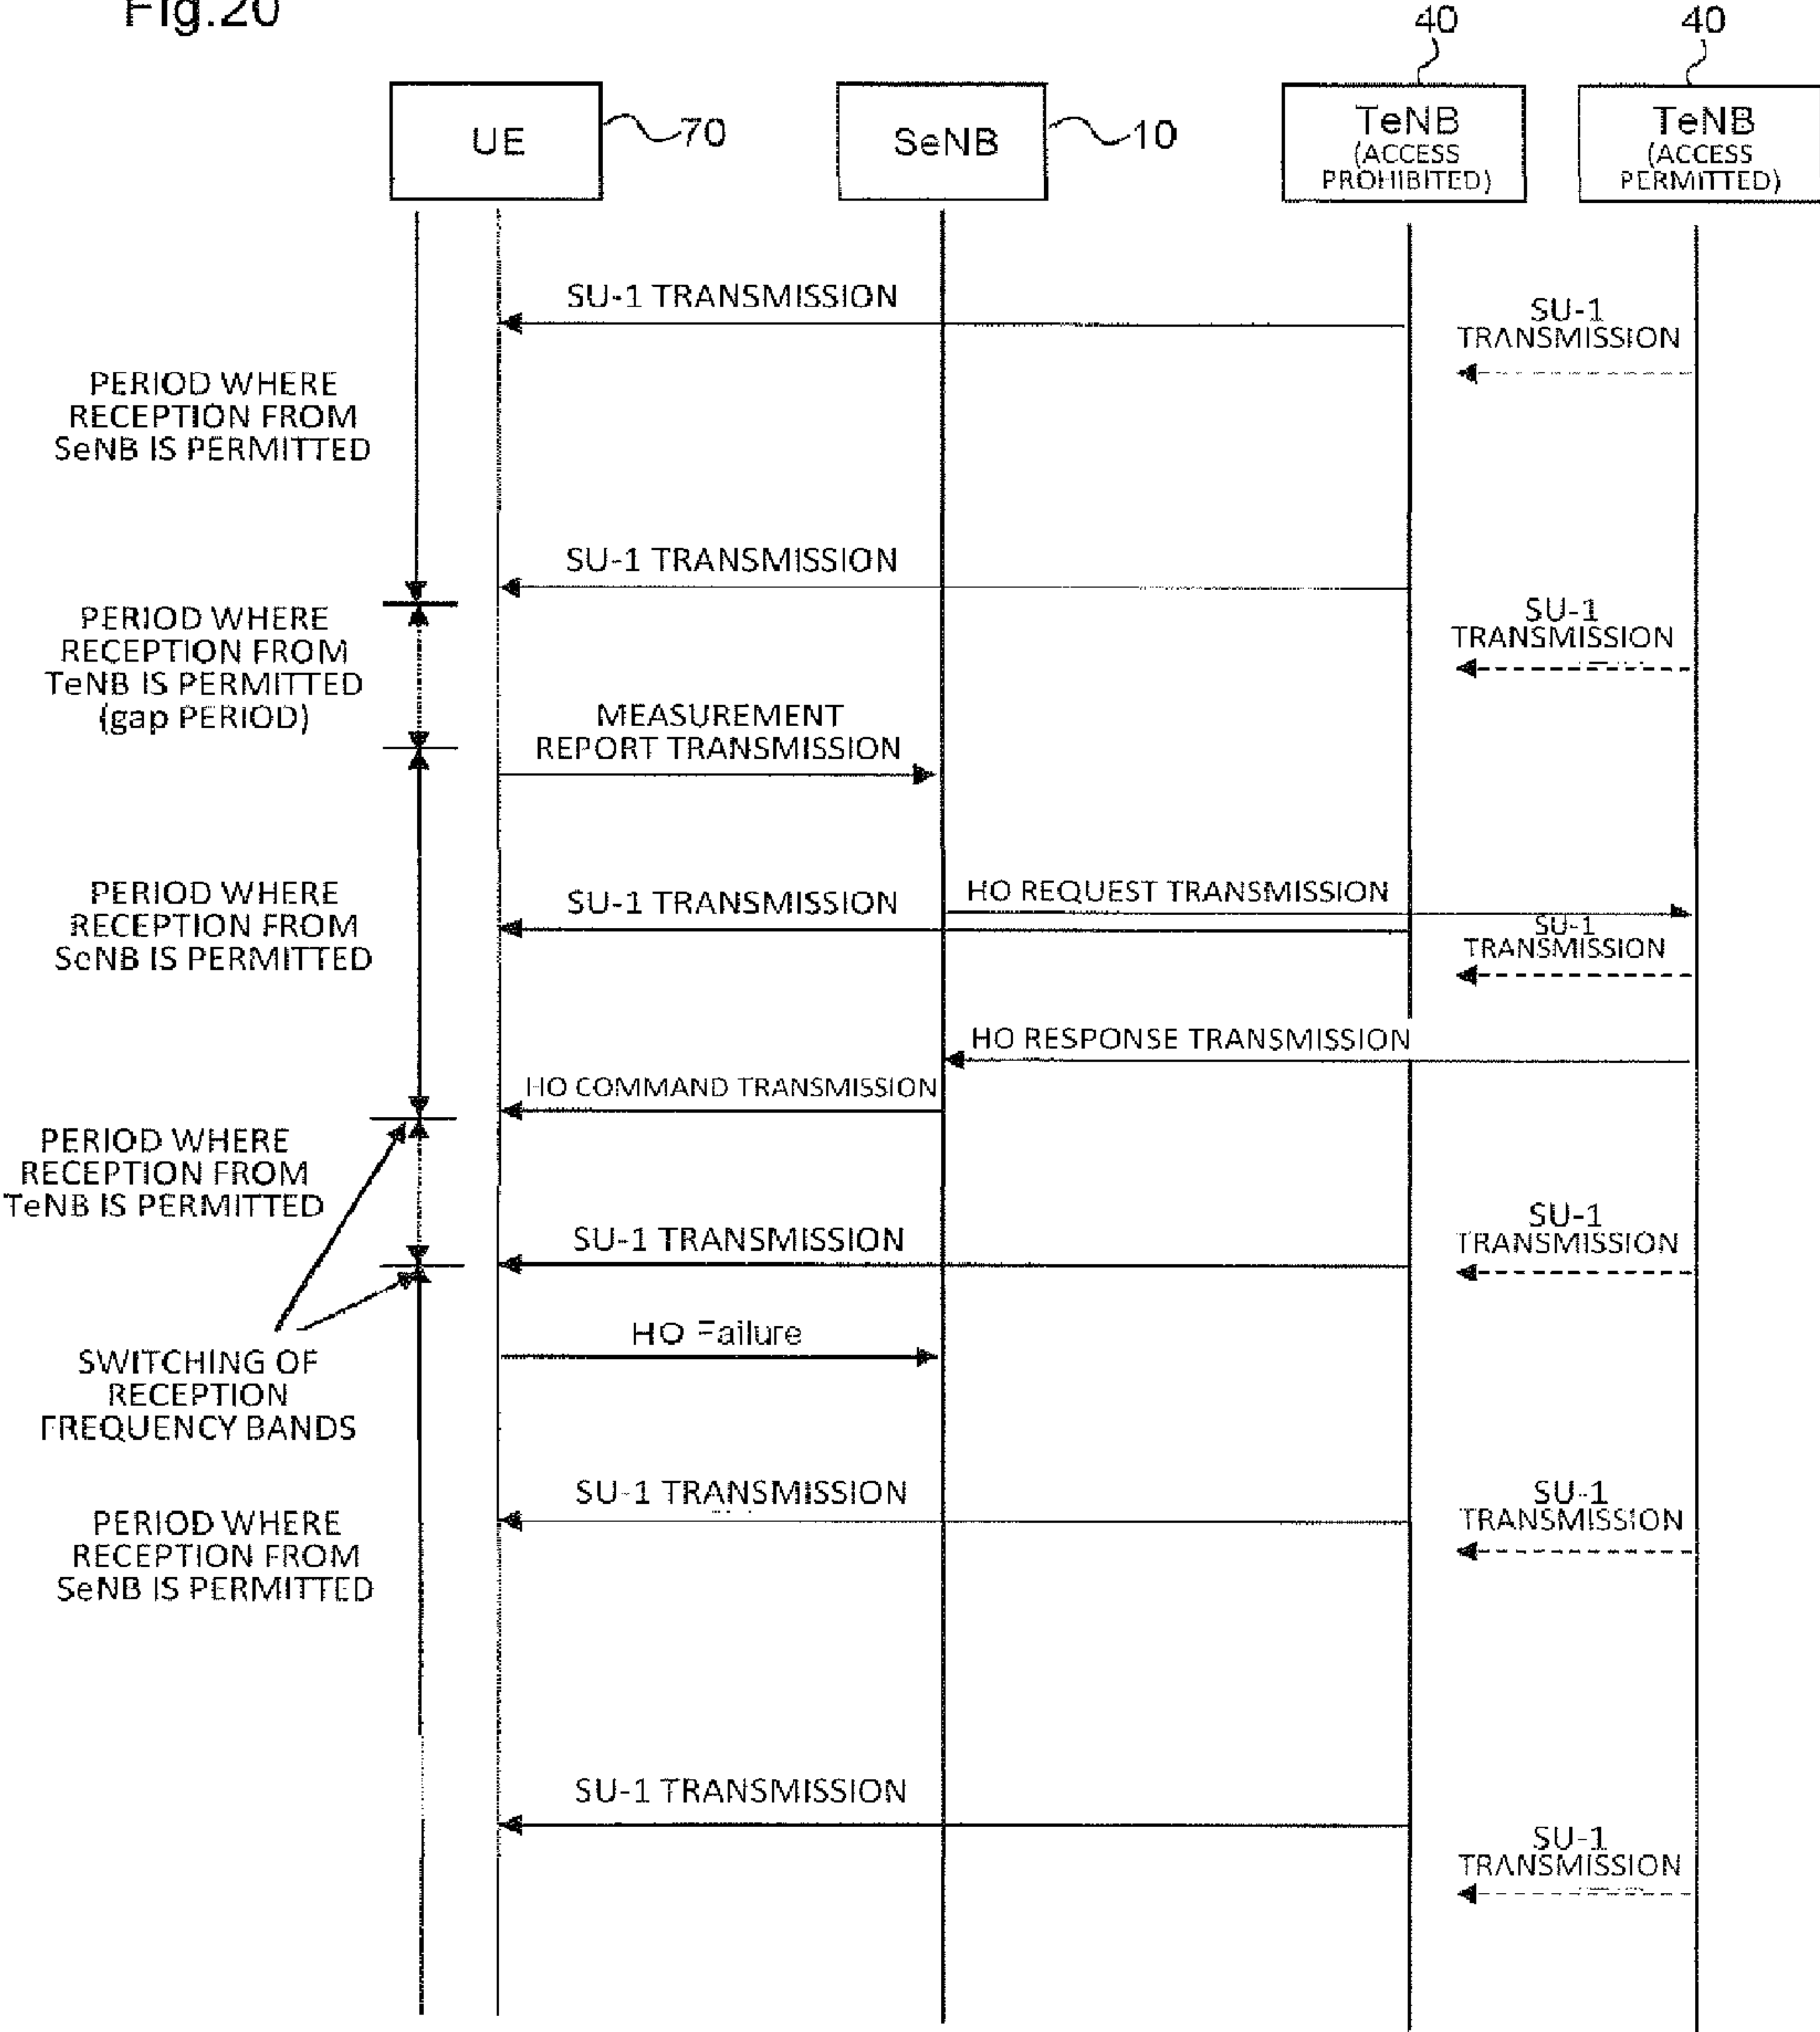 Fig.20
40
40
UE
70
SeNB
10
TeNB
(ACCESS
PROHIBITED)
TeNB
(ACCESS
PERMITTED)
SU-1 TRANSMISSION
SU-1
TRANSMISSION
PERIOD WHERE
RECEPTION FROM
SeNB IS PERMITTED
SU-1 TRANSMISSION
SU-1
TRANSMISSION
PERIOD WHERE
RECEPTION FROM
TeNB IS PERMITTED
(gap PERIOD)
MEASUREMENT
REPORT TRANSMISSION
PERIOD WHERE
RECEPTION FROM
SeNB IS PERMITTED
SU-1 TRANSMISSION
HO REQUEST TRANSMISSION
SU-1
TRANSMISSION
HO RESPONSE TRANSMISSION
HO COMMAND TRANSMISSION
PERIOD WHERE
RECEPTION FROM
TeNB IS PERMITTED
SU-1 TRANSMISSION
SU-1
TRANSMISSION
HO Failure
SWITCHING OF
RECEPTION
FREQUENCY BANDS
SU-1 TRANSMISSION
SU-1
TRANSMISSION
PERIOD WHERE
RECEPTION FROM
SeNB IS PERMITTED
SU-1 TRANSMISSION
SU-1
TRANSMISSION